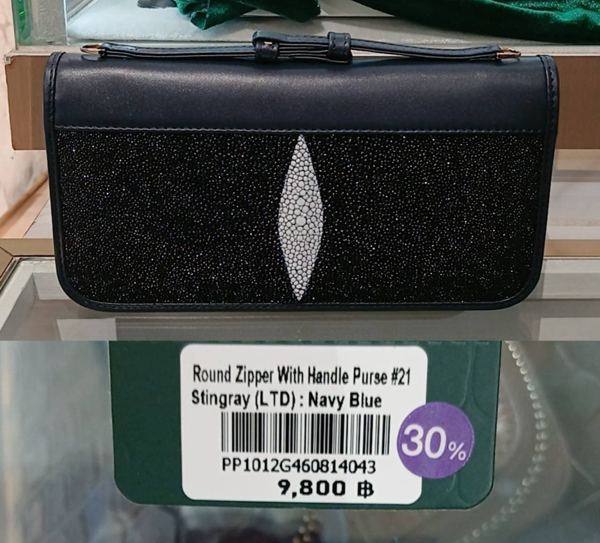 Round Zipper With Handle Purse #21
Stingray (LTD) : Navy Blue
30%
PP1012G460814043
9,800 ฿